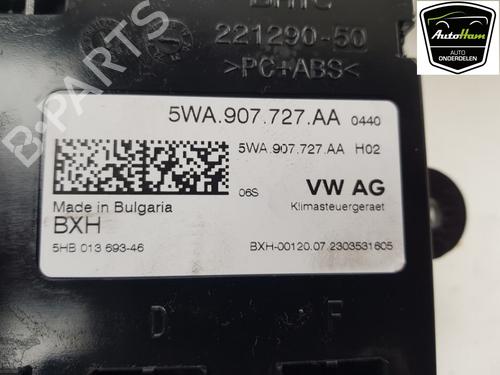 221290-50
>PC+ABS<
AutoHam
AUTO
ONDERDELEN
B-PARTS
5WA.907.727.AA 0440
5WA.907.727.AA H02
06S VW AG
Made in Bulgaria Klimasteuergeraet
BXH
5HB 013 693-46 BXH-00120.07.2303531605
D F